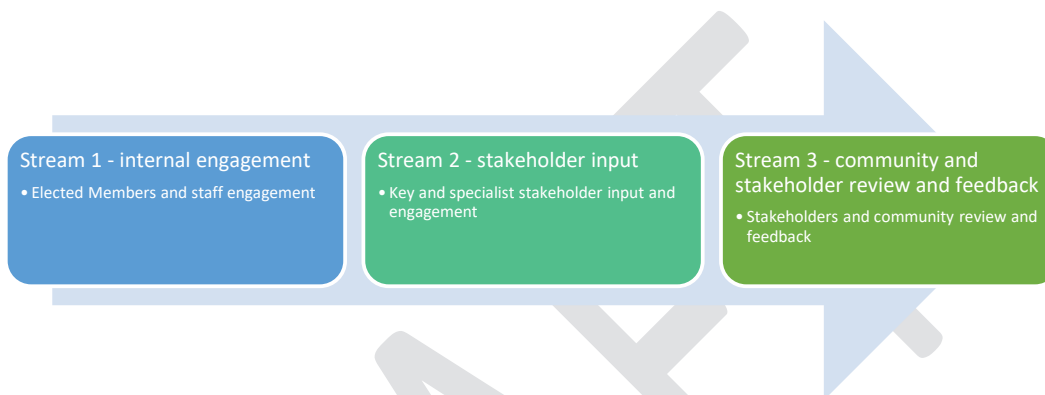 Stream 1 - internal engagement
• Elected Members and staff engagement
Stream 2 - stakeholder input
• Key and specialist stakeholder input and
engagement
Stream 3 - community and
stakeholder review and feedback
• Stakeholders and community review and
feedback